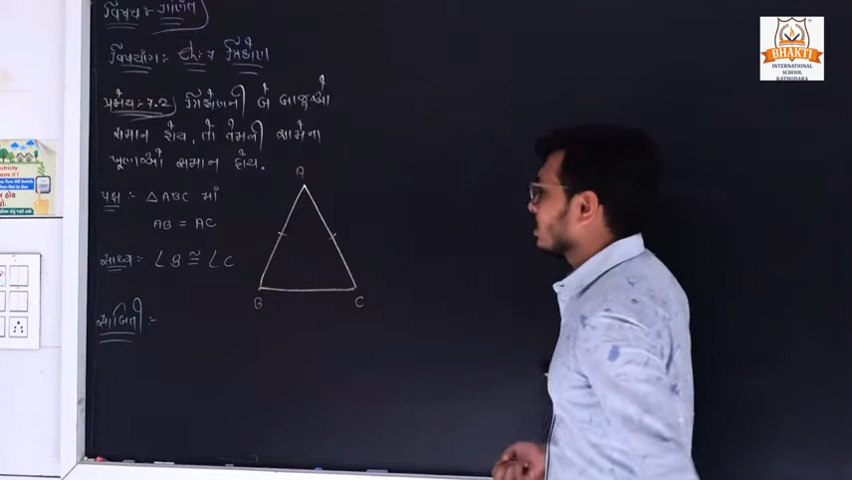 વિષય:- ગણિત
વિષયાંગ:- Ch:-7 ત્રિકોણ
પ્રમેય:-7.2) ત્રિકોણની બે બાજુઓ
સમાન હોય, તો તેમની સામેના
ખૂણાઓ સમાન હોય.
પક્ષ:- △ABC માં
AB = AC
સાધ્ય:- ∠B ≅ ∠C
સાબિતી:-
A
B
C
BHAKTI
INTERNATIONAL
SCHOOL
KATHODARA